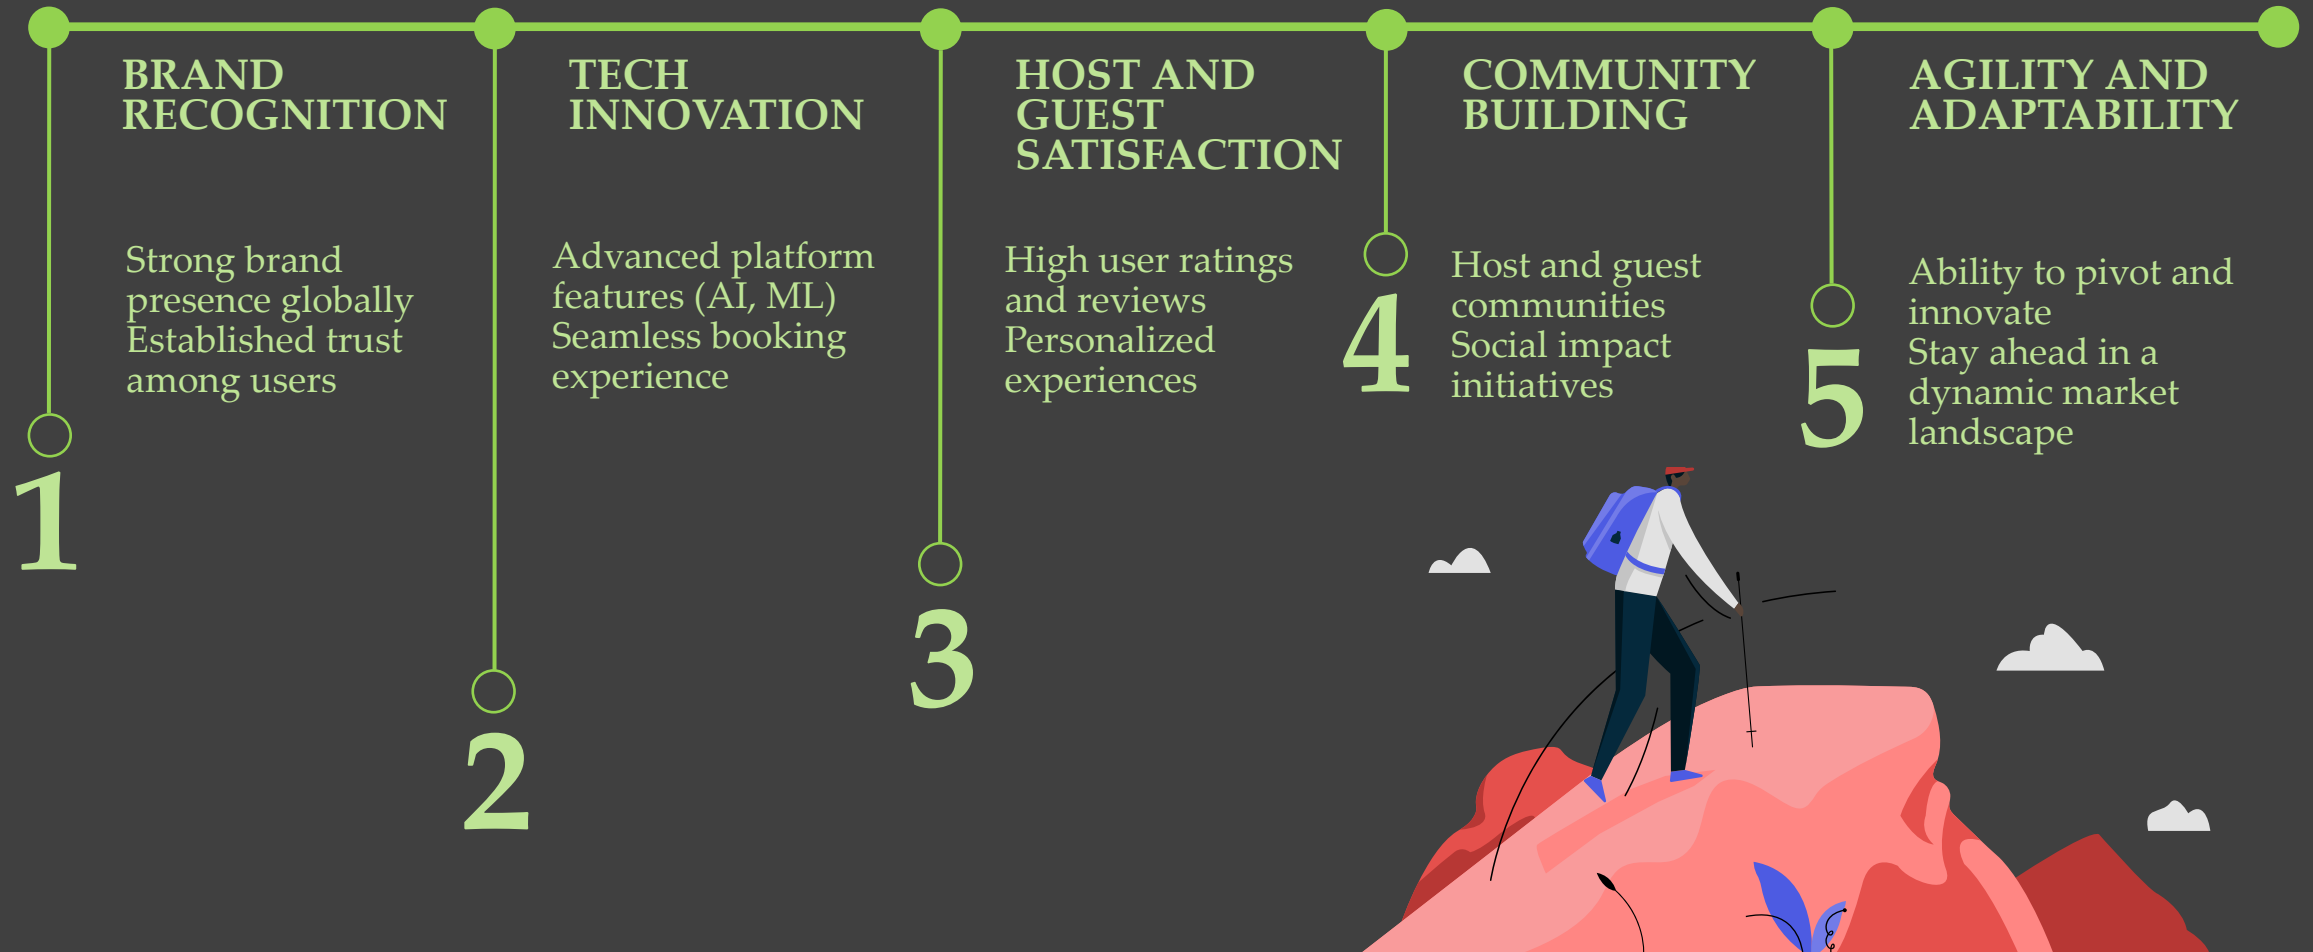 BRAND
RECOGNITION
Strong brand
presence globally
Established trust
among users
1
TECH
INNOVATION
Advanced platform
features (AI, ML)
Seamless booking
experience
2
HOST AND
GUEST
SATISFACTION
High user ratings
and reviews
Personalized
experiences
3
COMMUNITY
BUILDING
Host and guest
communities
Social impact
initiatives
4
AGILITY AND
ADAPTABILITY
Ability to pivot and
innovate
Stay ahead in a
dynamic market
landscape
5